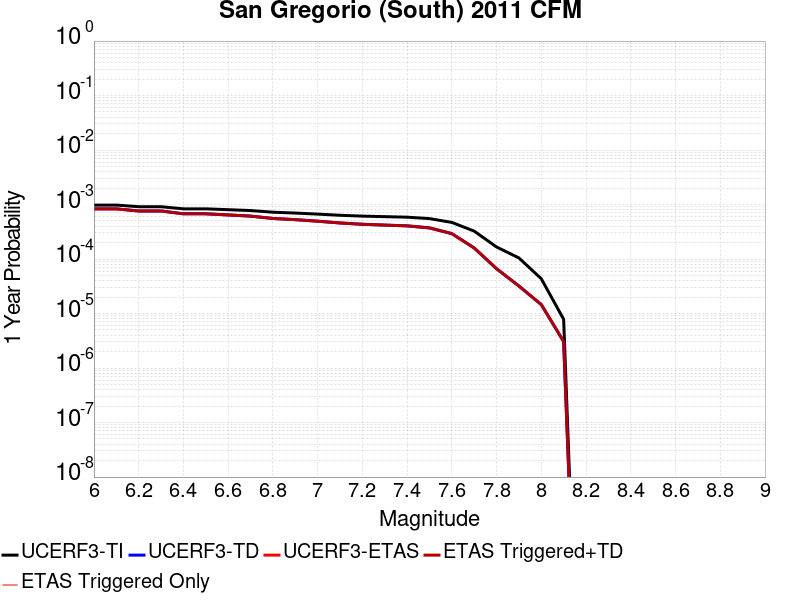 San Gregorio (South) 2011 CFM
10^0
10^-1
10^-2
10^-3
10^-4
10^-5
10^-6
10^-7
10^-8
1 Year Probability
6 6.2 6.4 6.6 6.8 7 7.2 7.4 7.6 7.8 8 8.2 8.4 8.6 8.8 9
Magnitude
UCERF3-TI UCERF3-TD UCERF3-ETAS ETAS Triggered+TD
ETAS Triggered Only